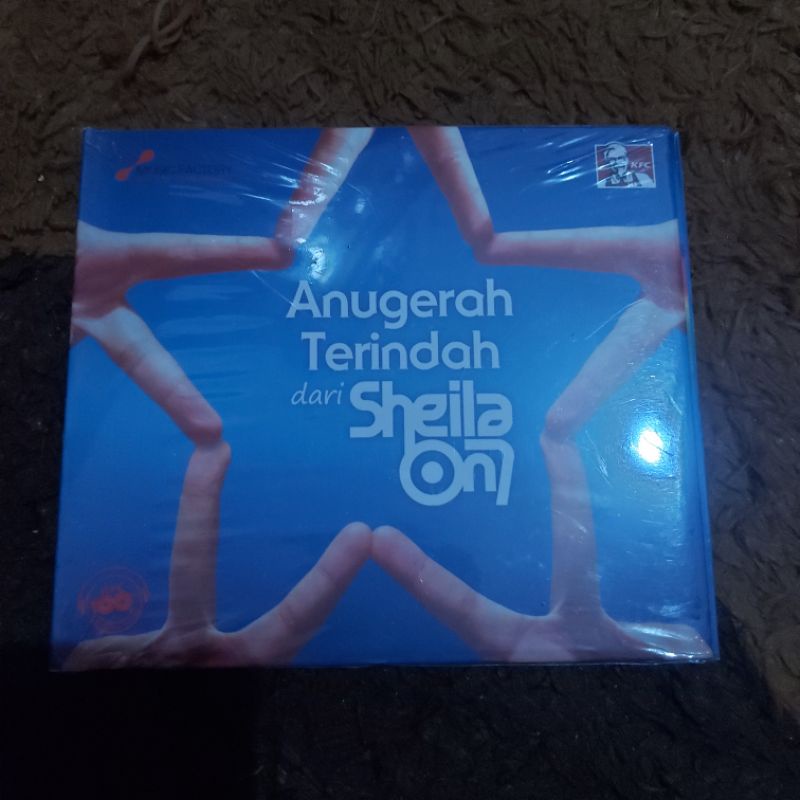 KFC
Anugerah
Terindah
dari Sheila
On7